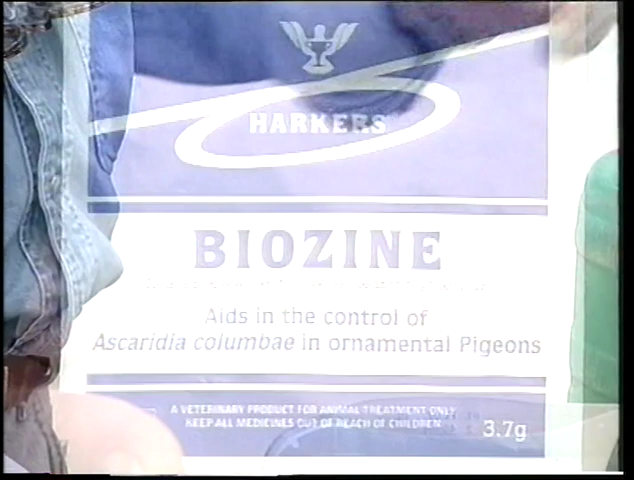 HARKERS
BIOZINE
Aids in the control of
Ascaridia columbae in ornamental Pigeons
A VETERINARY PRODUCT FOR ANIMAL TREATMENT ONLY
KEEP ALL MEDICINES OUT OF REACH OF CHILDREN
3.7g